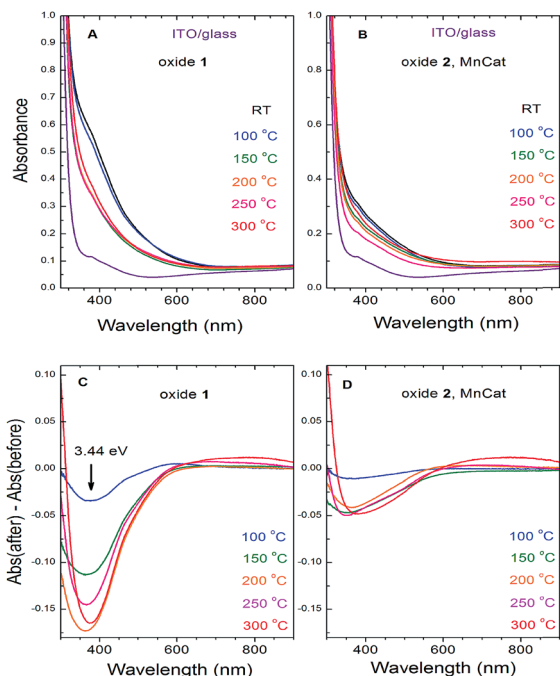 A
ITO/glass
oxide 1
RT
100 °C
150 °C
200 °C
250 °C
300 °C
1.0
0.9
0.8
0.7
0.6
0.5
0.4
0.3
0.2
0.1
0.0
Absorbance
400 600 800
Wavelength (nm)
B
ITO/glass
oxide 2, MnCat
RT
100 °C
150 °C
200 °C
250 °C
300 °C
1.0
0.8
0.6
0.4
0.2
0.0
400 600 800
Wavelength (nm)
C
oxide 1
3.44 eV
100 °C
150 °C
200 °C
250 °C
300 °C
0.10
0.05
0.00
-0.05
-0.10
-0.15
Abs(after) - Abs(before)
400 600 800
Wavelength (nm)
D
oxide 2, MnCat
100 °C
150 °C
200 °C
250 °C
300 °C
0.10
0.05
0.00
-0.05
-0.10
-0.15
400 600 800
Wavelength (nm)